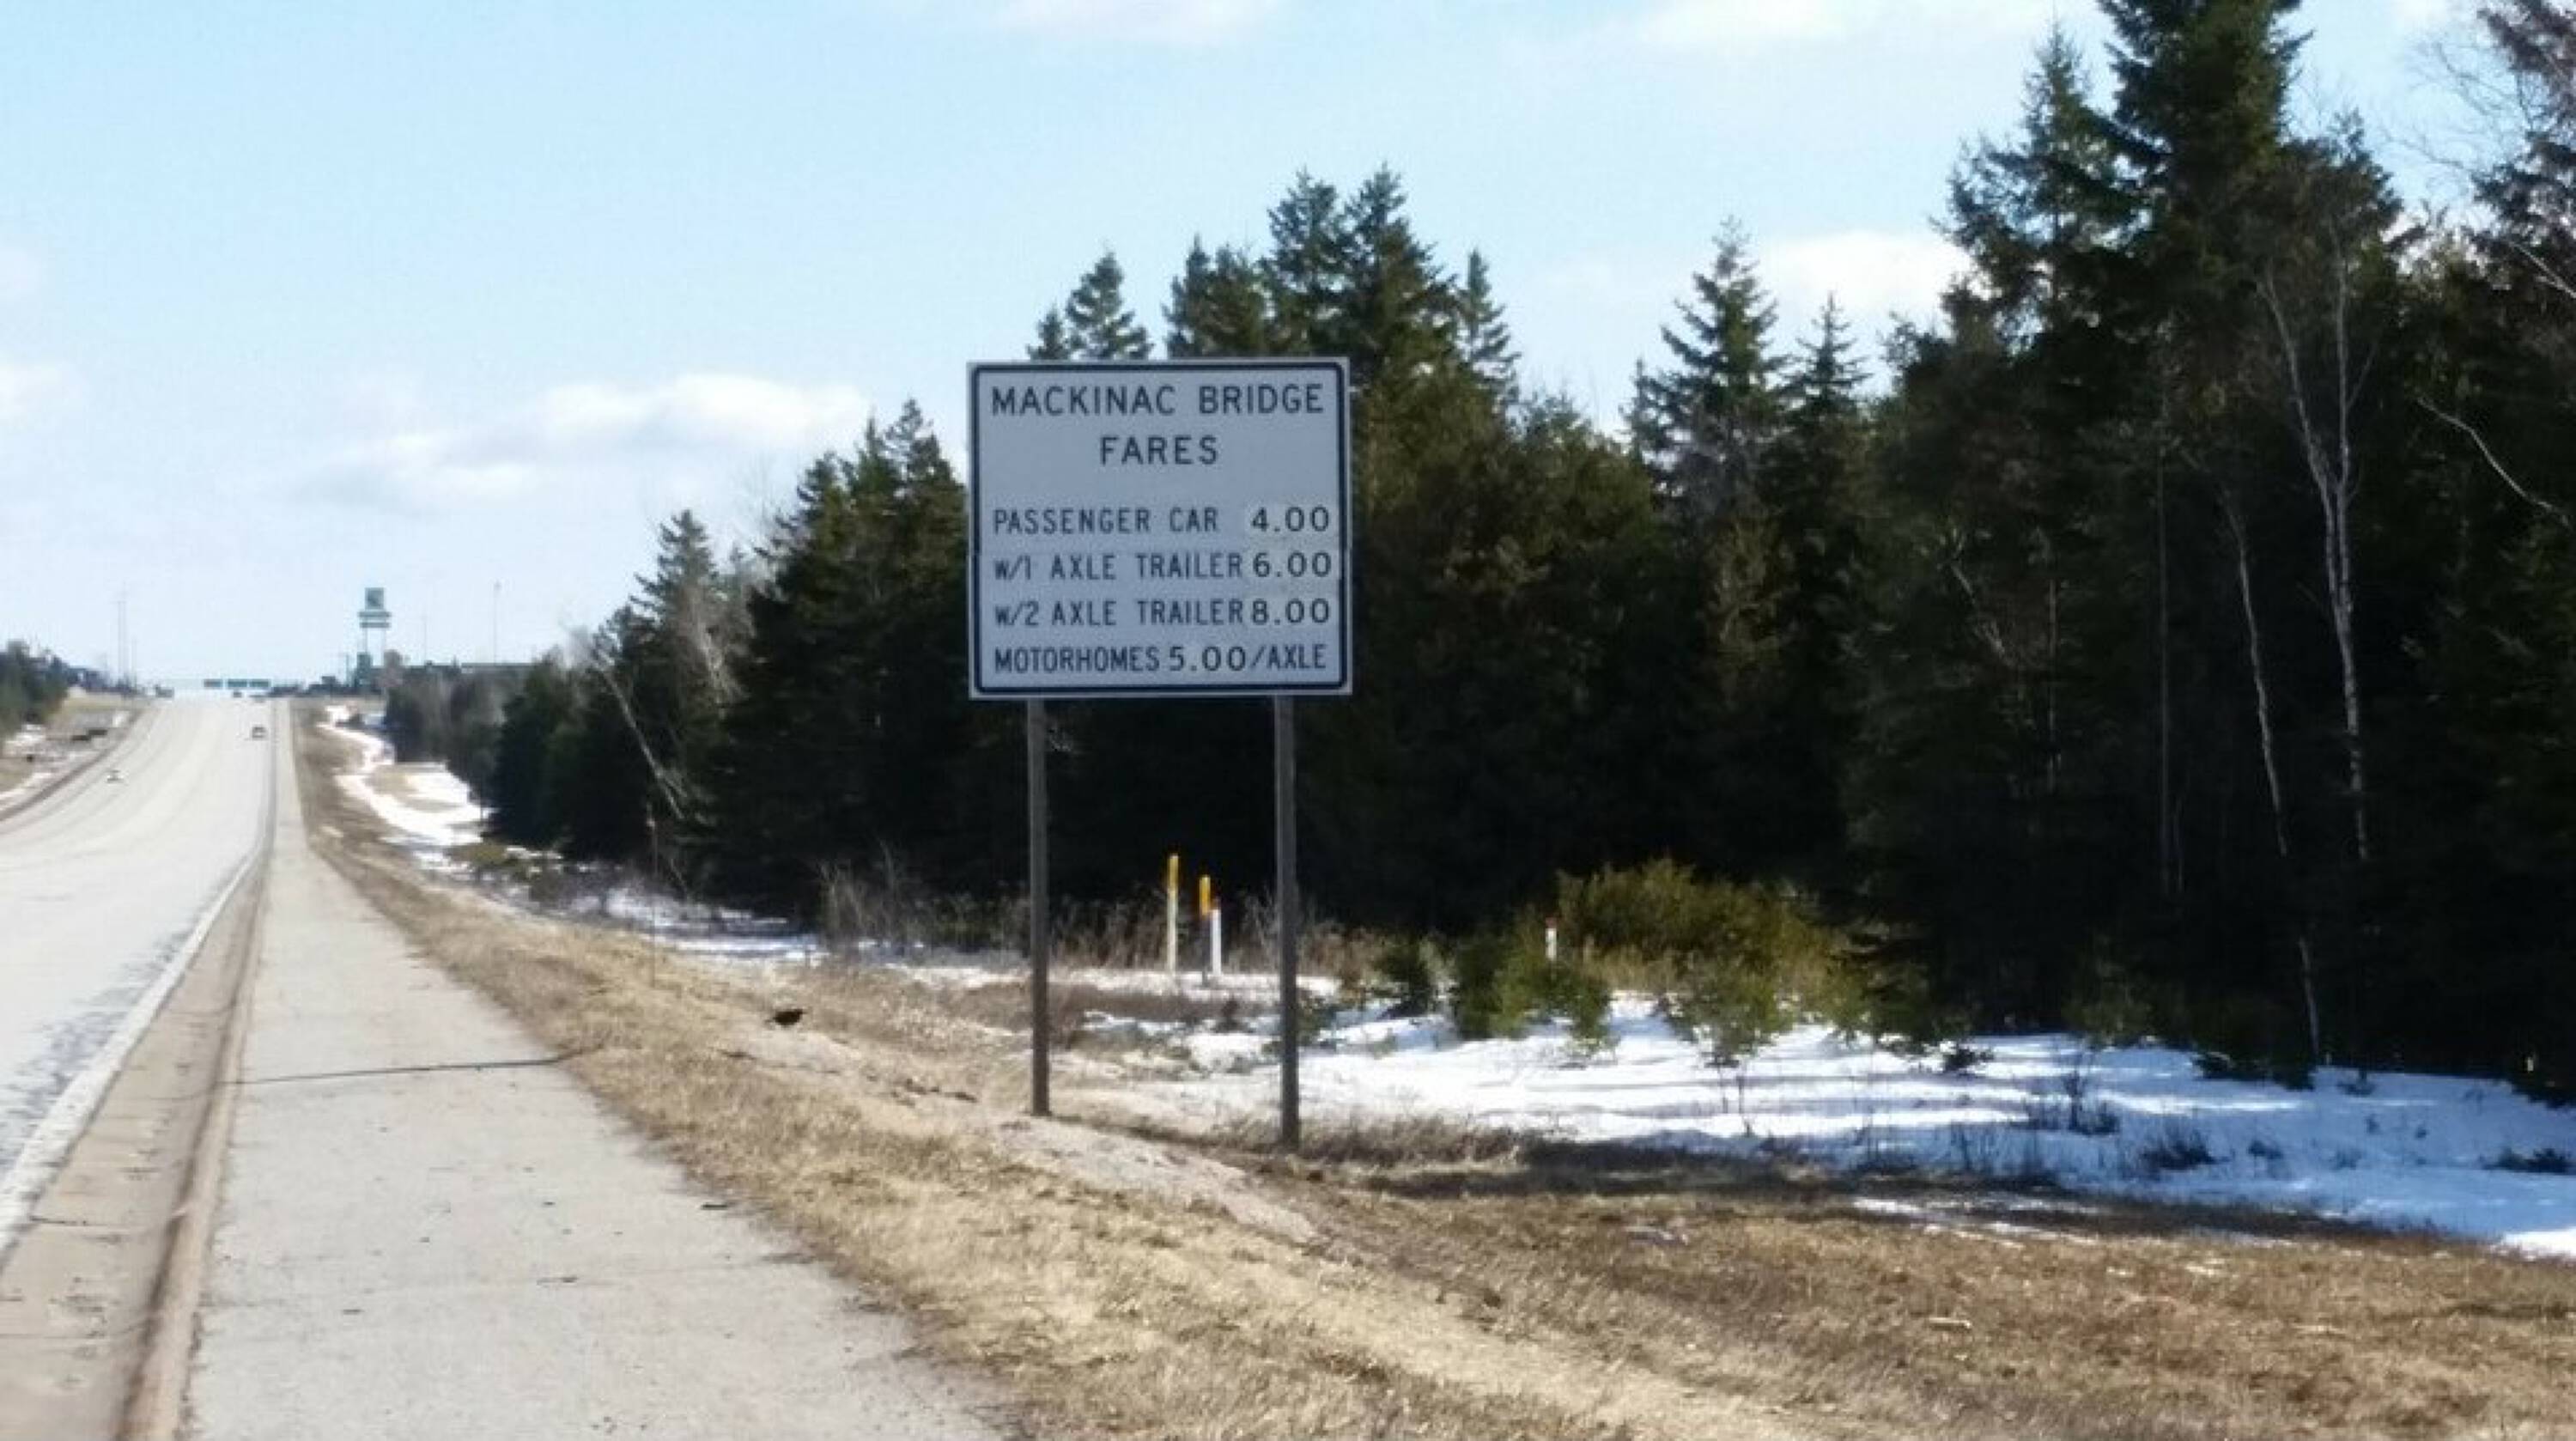 MACKINAC BRIDGE
FARES
PASSENGER CAR 4.00
W/1 AXLE TRAILER 6.00
W/2 AXLE TRAILER 8.00
MOTORHOMES 5.00/AXLE